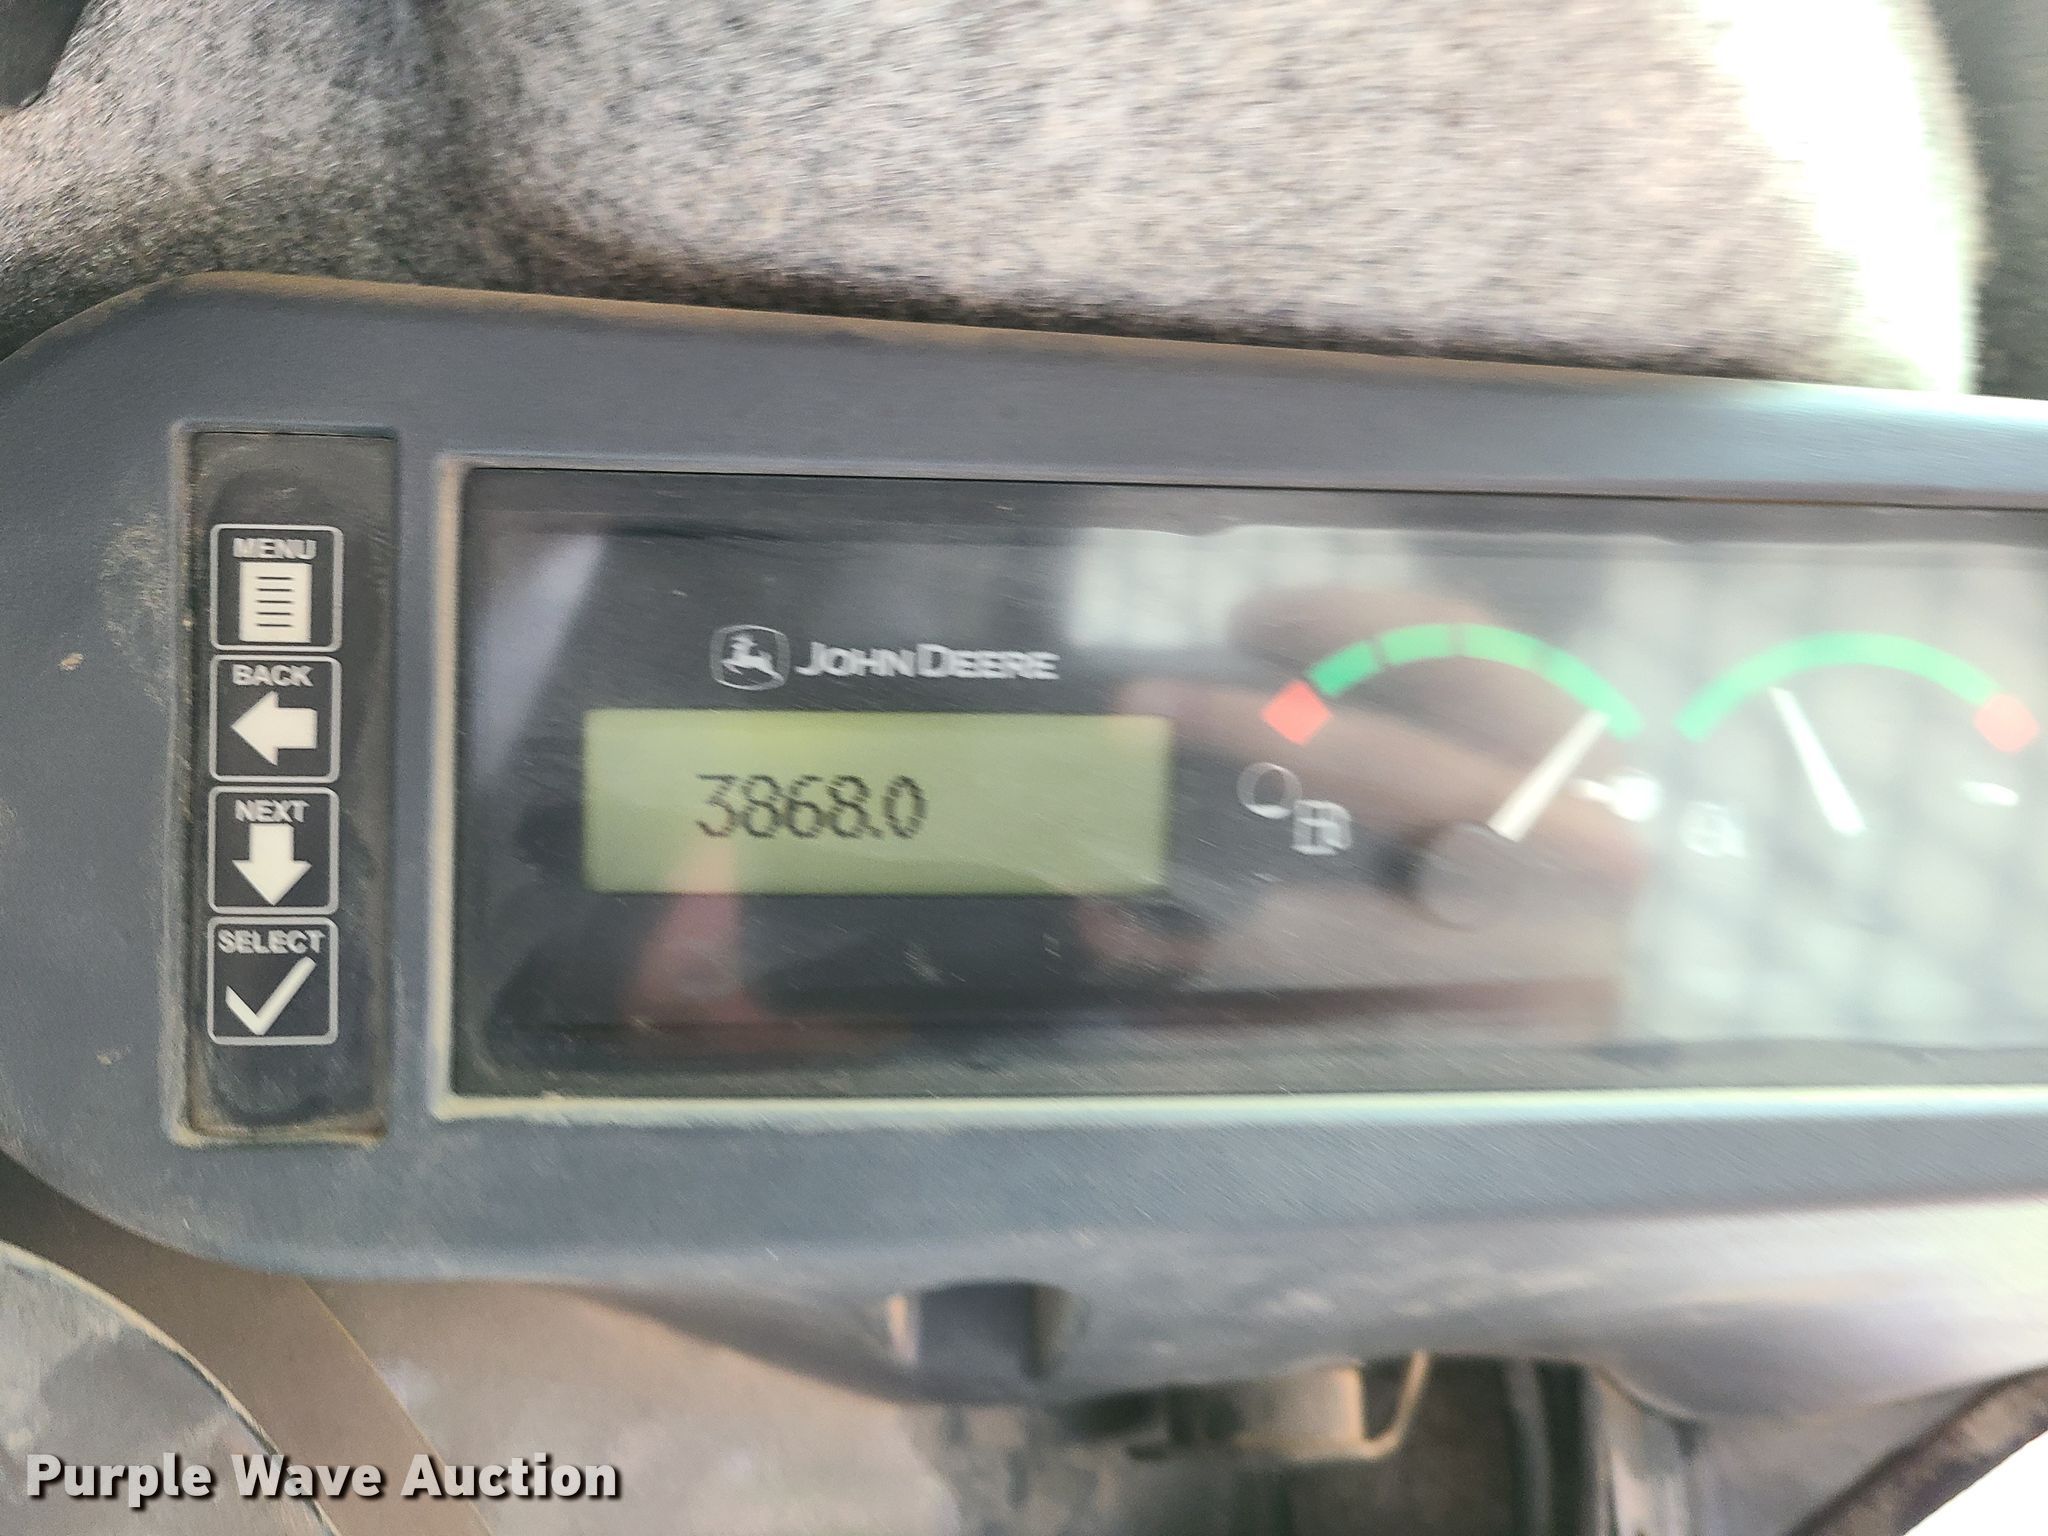 MENU
BACK
NEXT
SELECT
JOHN DEERE
3868.0
Purple Wave Auction